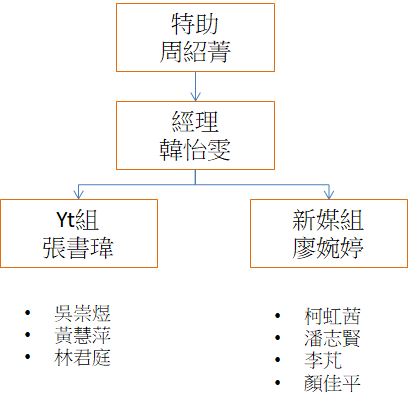 特助
周紹菁
經理
韓怡雯
Yt組
張書瑋
• 吳崇煜
• 黃慧萍
• 林君庭
新媒組
廖婉婷
• 柯虹茜
• 潘志賢
• 李芃
• 顏佳平